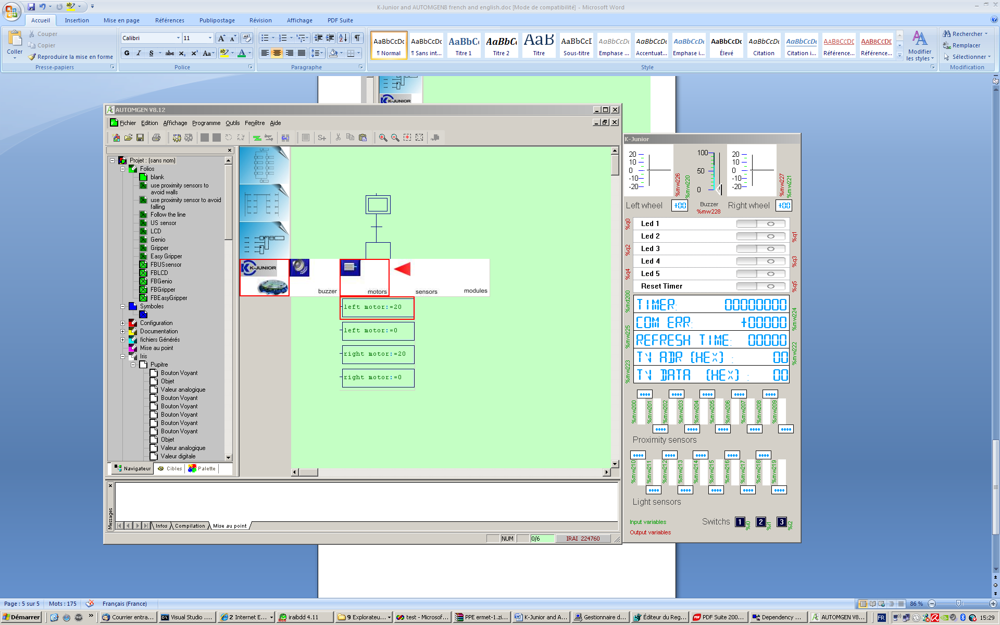 K-Junior and AUTOMGEN8 french and english.doc [Mode de compatibilité] - Microsoft Word
Accueil Insertion Mise en page Références Publipostage Révision Affichage PDF Suite
Coller
Couper
Copier
Reproduire la mise en forme
Presse-papiers
Calibri 11
G I S abc X₂ X² Aa
Police
Paragraphe
AaBbCcDc AaBbCcDc AaBbC AaBbC AaB AaBbCcI AaBbCcDc AaBbCcDc AaBbCcDc AaBbCcDc AaBbCcDc AaBbCcDc AABBCCDI AABBCCDI
¶ Normal ¶ Sans int... Titre 1 Titre 2 Titre Sous-titre Emphase ... Accentuat... Emphase i... Élevé Citation Citation i... Référence... Référence...
Style
Modifier les styles
Rechercher
Remplacer
Sélectionner
Modification
K-JUNIOR
AUTOMGEN V8.12
Fichier Edition Affichage Programme Outils Fenêtre Aide
Projet : (sans nom)
Folios
blank
use proximity sensors to
avoid walls
use proximity sensor to avoid
falling
Follow the line
US sensor
LCD
Genio
Gripper
Easy Gripper
FBUSsensor
FBLCD
FBGenio
FBGripper
FBEasyGripper
Symboles
Configuration
Documentation
fichiers Générés
Mise au point
Iris
Pupitre
Bouton Voyant
Objet
Valeur analogique
Bouton Voyant
Bouton Voyant
Bouton Voyant
Bouton Voyant
Bouton Voyant
Objet
Valeur analogique
Valeur digitale
Navigateur Cibles Palette
K-JUNIOR
buzzer motors sensors modules
left motor:=20
left motor:=0
right motor:=20
right motor:=0
Messages
Infos Compilation Mise au point
NUM 0/6 IRAI 224760
K-Junior
20
10
0
-10
-20
%mw226
%mw220
100
50
0
20
10
0
-10
-20
%mw227
%mw221
Left wheel +00
Buzzer
%mw228
Right wheel +00
%q0 Led 1
Led 2 %q1
%q2 Led 3
Led 4 %q3
%q4 Led 5
Reset Timer %q5
%md200 TIMER: 00000000
COM ERR: +00000 %mw224
%mw225 REFRESH TIME: 00000
TV ADR (HEX) : 00 %mw222
%mw223 TV DATA (HEX) : 00
%mw200 %mw201 %mw202 %mw203 %mw204 %mw205 %mw206 %mw207 %mw208 %mw209
Proximity sensors
%mw210 %mw211 %mw212 %mw213 %mw214 %mw215 %mw216 %mw217 %mw218 %mw219
Light sensors
Input variables
Output variables
Switchs 1 %i0 2 %i1 3 %i2
Page : 5 sur 5 Mots : 175 Français (France) 86 %
Démarrer Courrier entra... Visual Studio ... 2 Internet E... iraibdd 4.11 9 Explorateu... test - Microsof... PPE ermet-1.zi... K-Junior and A... Gestionnaire d... Éditeur du Reg... PDF Suite 200... Dependency ... AUTOMGEN V8.... FR 15:29